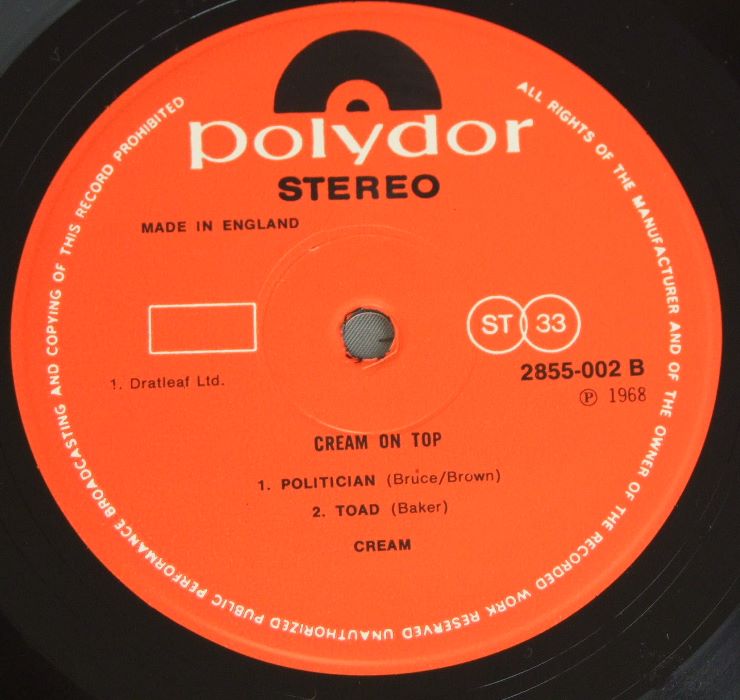 polydor
STEREO
MADE IN ENGLAND
ST 33
2855-002 B
℗ 1968
1. Dratleaf Ltd.
CREAM ON TOP
1. POLITICIAN (Bruce/Brown)
2. TOAD (Baker)
CREAM
ALL RIGHTS OF THE MANUFACTURER AND OF THE OWNER OF THE RECORDED WORK RESERVED UNAUTHORIZED PUBLIC PERFORMANCE BROADCASTING AND COPYING OF THIS RECORD PROHIBITED